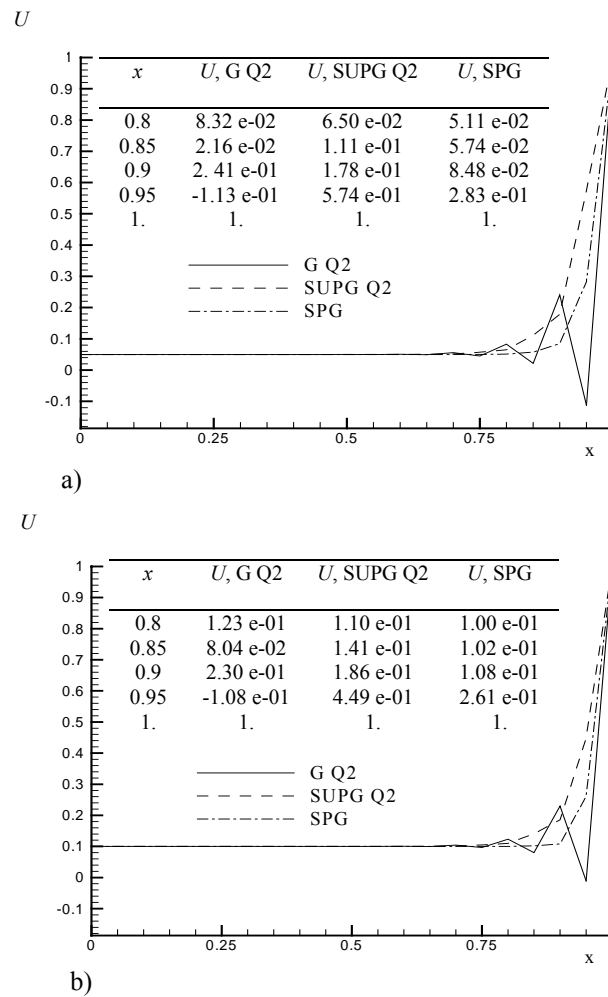 U
1
x U, G Q2 U, SUPG Q2 U, SPG
0.9
0.8 8.32 e-02 6.50 e-02 5.11 e-02
0.8
0.85 2.16 e-02 1.11 e-01 5.74 e-02
0.7
0.9 2. 41 e-01 1.78 e-01 8.48 e-02
0.6
0.95 -1.13 e-01 5.74 e-01 2.83 e-01
0.5
1. 1. 1. 1.
0.4
G Q2
0.3
SUPG Q2
0.2
SPG
0.1
0
-0.1
0 0.25 0.5 0.75
x
a)
U
1
x U, G Q2 U, SUPG Q2 U, SPG
0.9
0.8 1.23 e-01 1.10 e-01 1.00 e-01
0.8
0.85 8.04 e-02 1.41 e-01 1.02 e-01
0.7
0.9 2.30 e-01 1.86 e-01 1.08 e-01
0.6
0.95 -1.08 e-01 4.49 e-01 2.61 e-01
0.5
1. 1. 1. 1.
0.4
G Q2
0.3
SUPG Q2
0.2
SPG
0.1
0
-0.1
0 0.25 0.5 0.75
x
b)